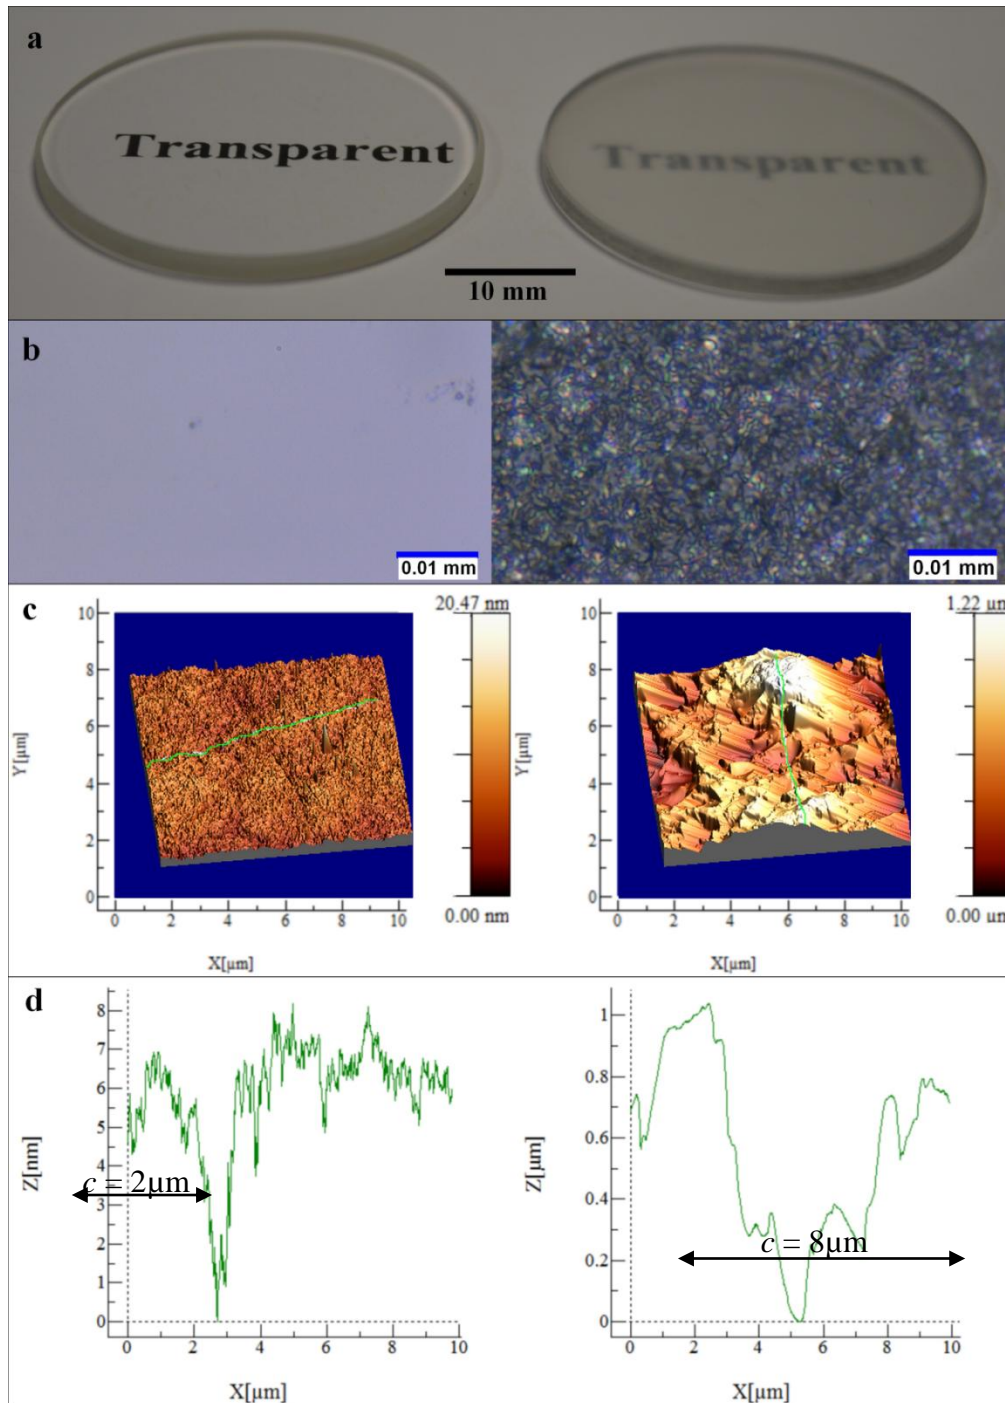 a
Transparent
Transparent
10 mm
b
0.01 mm
0.01 mm
c
20.47 nm
10
8
6
4
2
0
Y[µm]
0 2 4 6 8 10
0.00 nm
X[µm]
1.22 µm
10
8
6
4
2
0
Y[µm]
0 2 4 6 8 10
0.00 µm
X[µm]
d
8
7
6
5
4
3
2
1
0
Z[nm]
c = 2µm
0 2 4 6 8 10
X[µm]
1
0.8
0.6
0.4
0.2
0
Z[µm]
c = 8µm
0 2 4 6 8 10
X[µm]